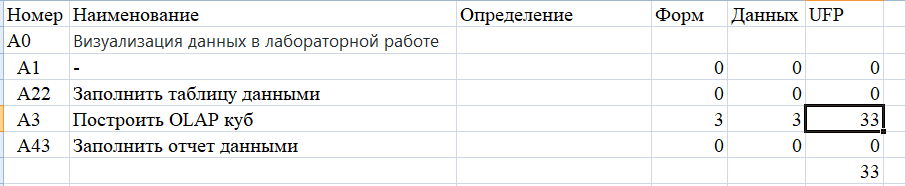 Номер Наименование Определение Форм Данных UFP
A0 Визуализация данных в лабораторной работе
A1 - 0 0 0
A22 Заполнить таблицу данными 0 0 0
A3 Построить OLAP куб 3 3 33
A43 Заполнить отчет данными 0 0 0
33